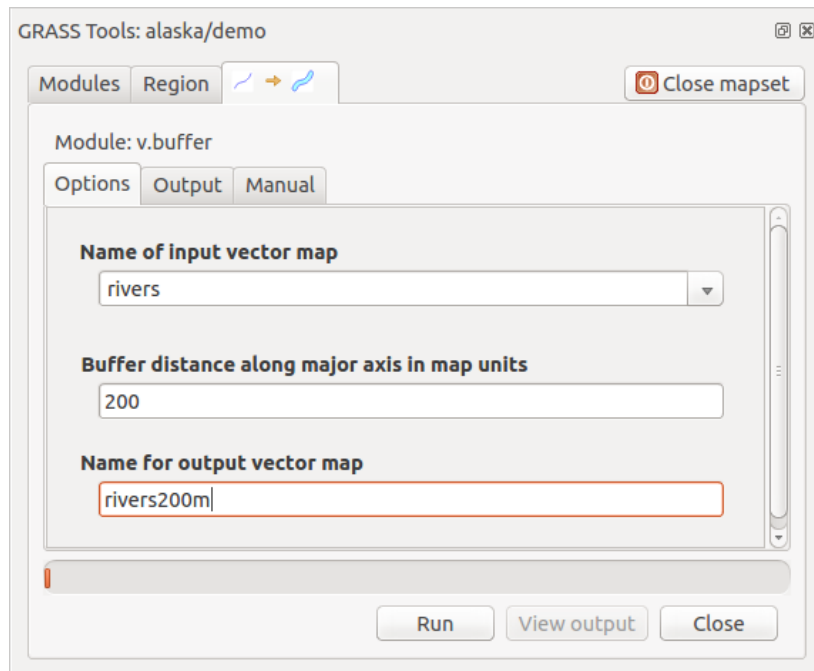 GRASS Tools: alaska/demo
Modules Region Close mapset
Module: v.buffer
Options Output Manual
Name of input vector map
rivers
Buffer distance along major axis in map units
200
Name for output vector map
rivers200m
Run View output Close